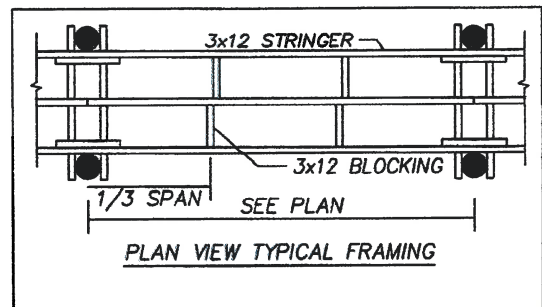 3x12 STRINGER
3x12 BLOCKING
1/3 SPAN
SEE PLAN
PLAN VIEW TYPICAL FRAMING